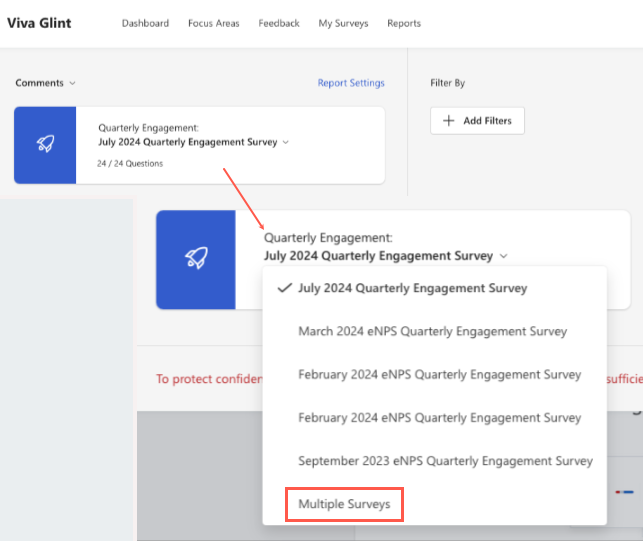 Viva Glint
Dashboard
Focus Areas
Feedback
My Surveys
Reports
Comments
Report Settings
Filter By
Add Filters
Quarterly Engagement:
July 2024 Quarterly Engagement Survey
24 / 24 Questions
Quarterly Engagement:
July 2024 Quarterly Engagement Survey
July 2024 Quarterly Engagement Survey
March 2024 eNPS Quarterly Engagement Survey
February 2024 eNPS Quarterly Engagement Survey
February 2024 eNPS Quarterly Engagement Survey
September 2023 eNPS Quarterly Engagement Survey
Multiple Surveys
To protect